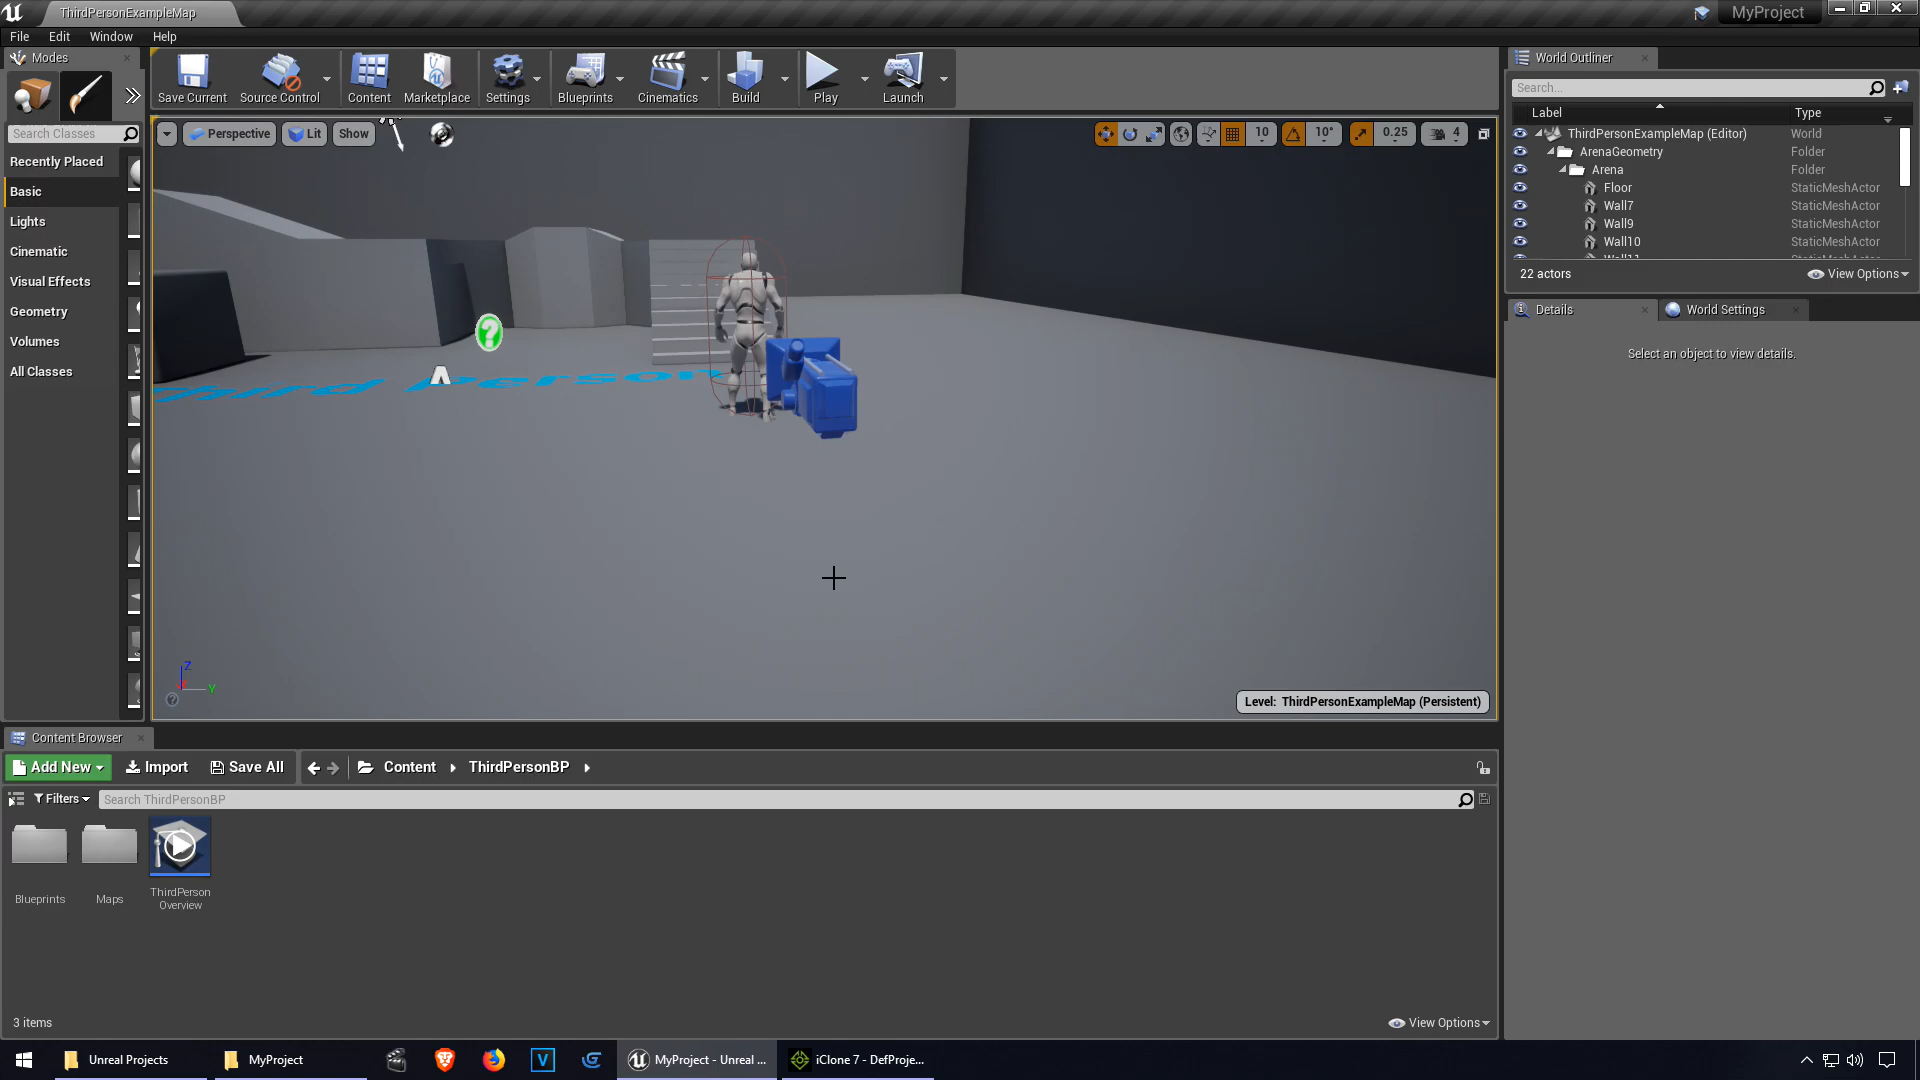 ThirdPersonExampleMap
MyProject
File Edit Window Help
Modes
Save Current
Source Control
Content
Marketplace
Settings
Blueprints
Cinematics
Build
Play
Launch
World Outliner
Search...
Label Type
Search Classes
Recently Placed
Basic
Lights
Cinematic
Visual Effects
Geometry
Volumes
All Classes
Perspective Lit Show
10 10° 0.25 4
ThirdPersonExampleMap (Editor) World
ArenaGeometry Folder
Arena Folder
Floor StaticMeshActor
Wall7 StaticMeshActor
Wall9 StaticMeshActor
Wall10 StaticMeshActor
22 actors
View Options
Details
World Settings
Select an object to view details.
Third Person
Z
Y
Level: ThirdPersonExampleMap (Persistent)
Content Browser
Add New Import Save All Content ThirdPersonBP
Filters Search ThirdPersonBP
Blueprints
Maps
ThirdPerson
Overview
3 items
View Options
Unreal Projects
MyProject
V
MyProject - Unreal ...
iClone 7 - DefProje...